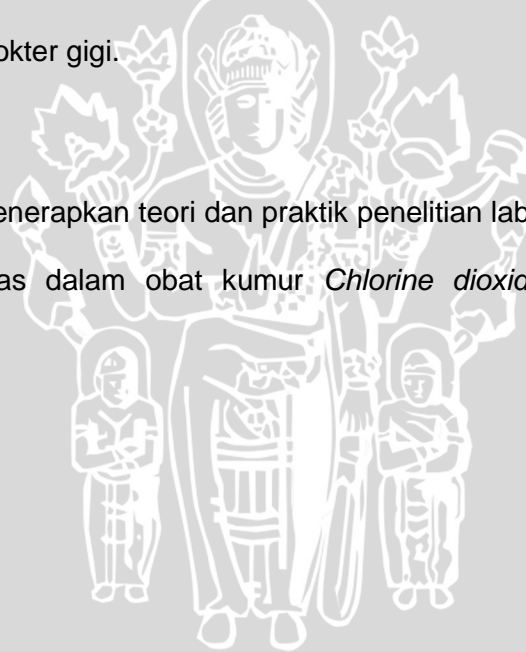 okter gigi.
enerapkan teori dan praktik penelitian lab
as dalam obat kumur Chlorine dioxid